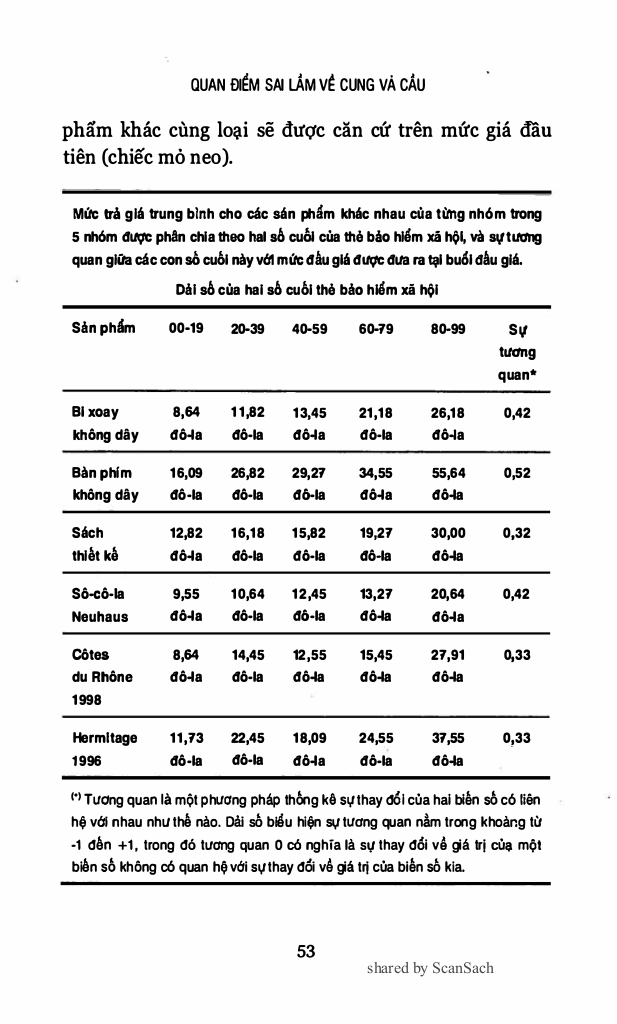 QUAN ĐIỂM SAI LẦM VỀ CUNG VÀ CẦU
phẩm khác cùng loại sẽ được căn cứ trên mức giá đầu
tiên (chiếc mỏ neo).
Mức trả giá trung bình cho các sản phẩm khác nhau của từng nhóm trong
5 nhóm được phân chia theo hai số cuối của thẻ bảo hiểm xã hội, và sự tương
quan giữa các con số cuối này với mức đấu giá được đưa ra tại buổi đấu giá.
Dải số của hai số cuối thẻ bảo hiểm xã hội
Sản phẩm 00-19 20-39 40-59 60-79 80-99 Sự
tương
quan*
Bi xoay 8,64 11,82 13,45 21,18 26,18 0,42
không dây đô-la đô-la đô-la đô-la đô-la
Bàn phím 16,09 26,82 29,27 34,55 55,64 0,52
không dây đô-la đô-la đô-la đô-la đô-la
Sách 12,82 16,18 15,82 19,27 30,00 0,32
thiết kế đô-la đô-la đô-la đô-la đô-la
Sô-cô-la 9,55 10,64 12,45 13,27 20,64 0,42
Neuhaus đô-la đô-la đô-la đô-la đô-la
Côtes 8,64 14,45 12,55 15,45 27,91 0,33
du Rhône đô-la đô-la đô-la đô-la đô-la
1998
Hermitage 11,73 22,45 18,09 24,55 37,55 0,33
1996 đô-la đô-la đô-la đô-la đô-la
(*) Tương quan là một phương pháp thống kê sự thay đổi của hai biến số có liên
hệ với nhau như thế nào. Dải số biểu hiện sự tương quan nằm trong khoảng từ
-1 đến +1, trong đó tương quan 0 có nghĩa là sự thay đổi về giá trị của một
biến số không có quan hệ với sự thay đổi về giá trị của biến số kia.
53
shared by ScanSach